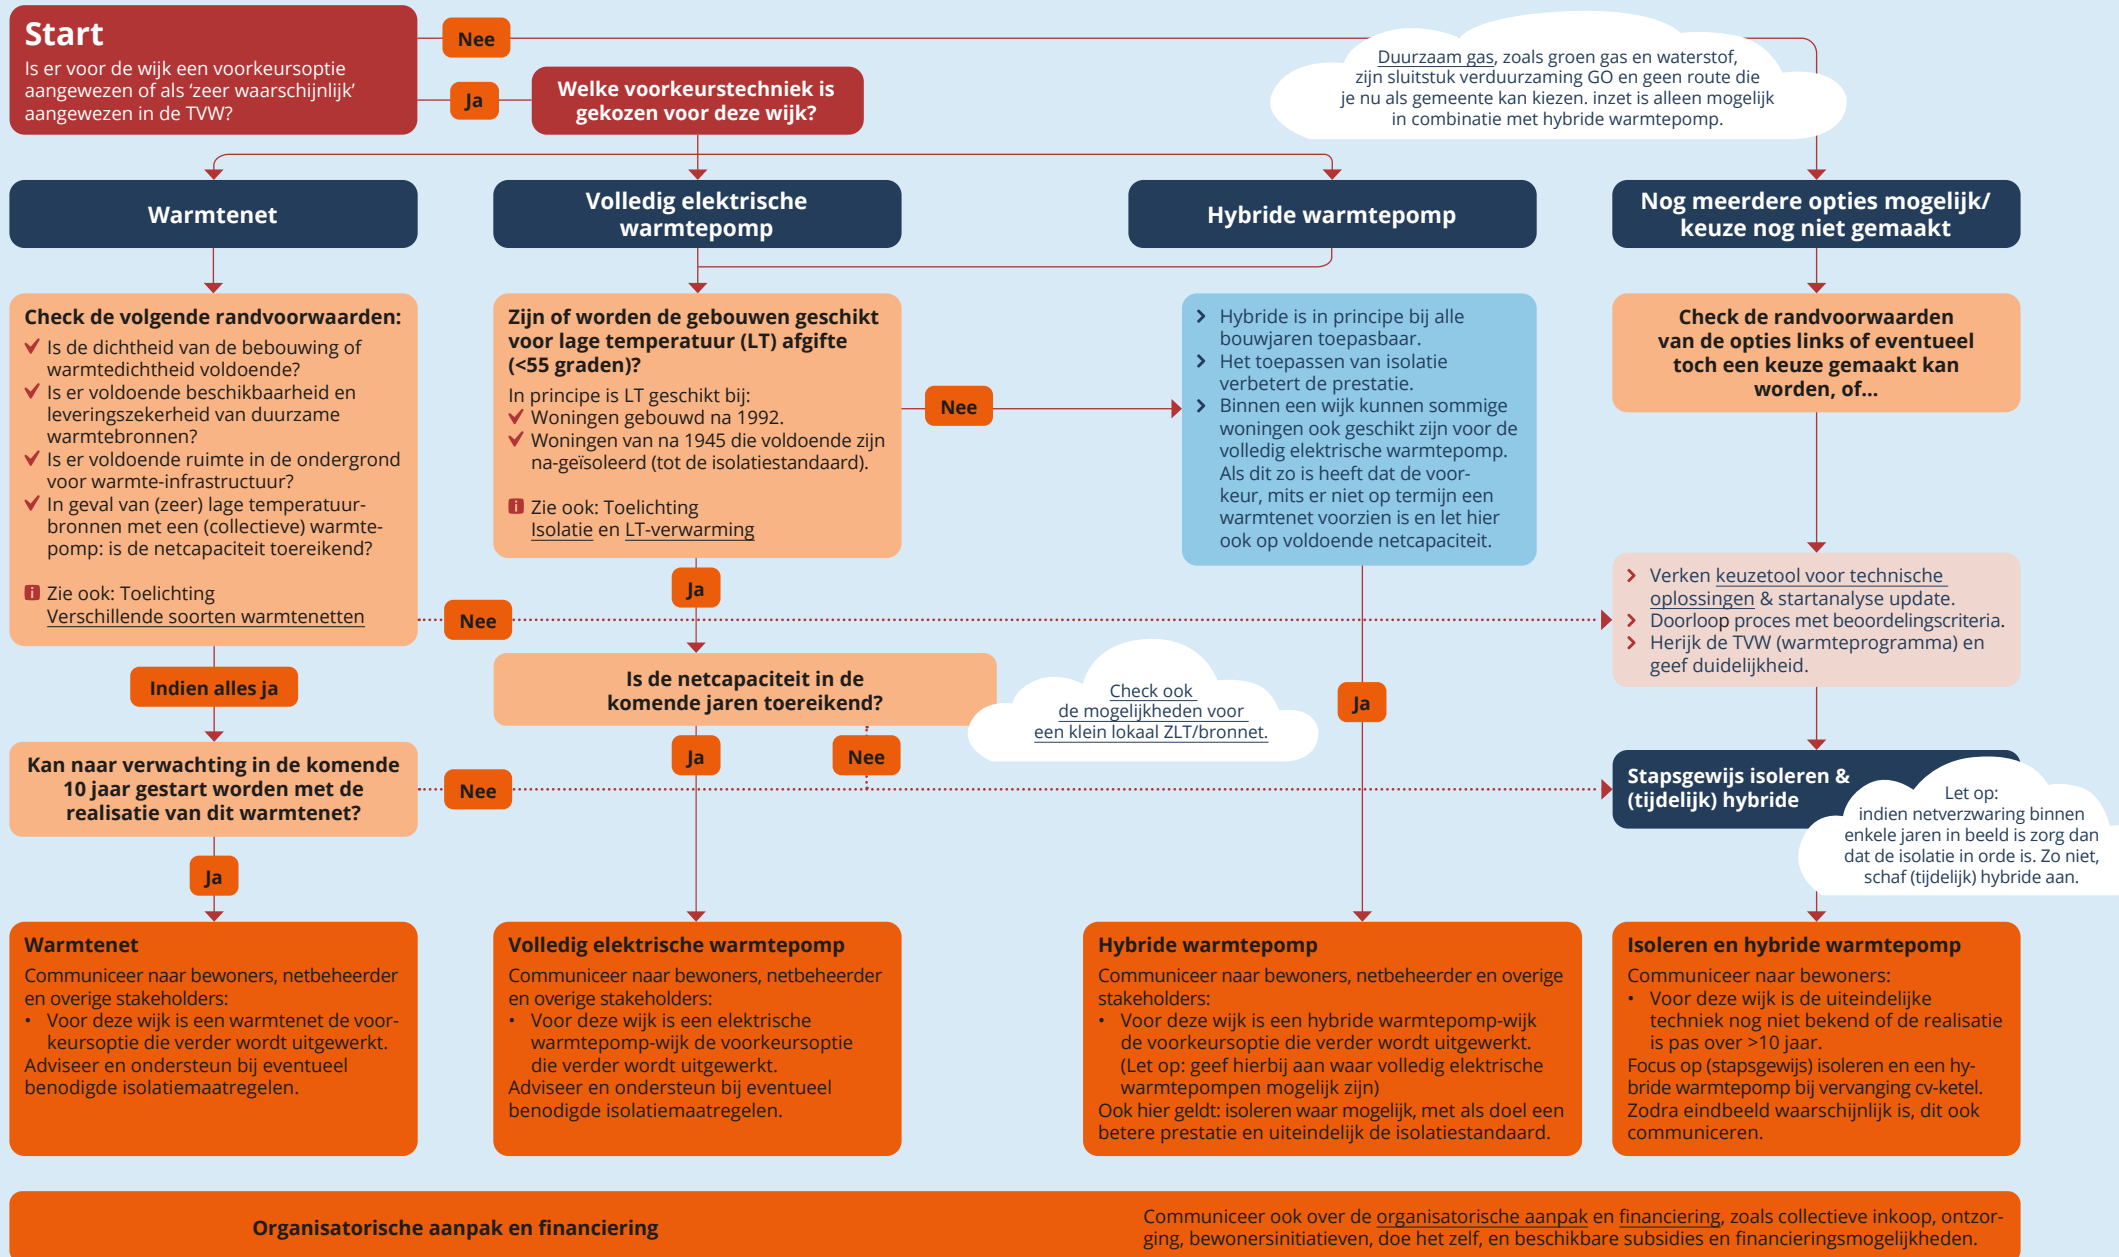 Start
Is er voor de wijk een voorkeursoptie
aangewezen of als ‘zeer waarschijnlijk’
aangewezen in de TVW?
Nee
Ja
Welke voorkeurstechniek is
gekozen voor deze wijk?
Duurzaam gas, zoals groen gas en waterstof,
zijn sluitstuk verduurzaming GO en geen route die
je nu als gemeente kan kiezen. inzet is alleen mogelijk
in combinatie met hybride warmtepomp.
Warmtenet
Volledig elektrische
warmtepomp
Hybride warmtepomp
Nog meerdere opties mogelijk/
keuze nog niet gemaakt
Check de volgende randvoorwaarden:
Is de dichtheid van de bebouwing of
warmtedichtheid voldoende?
Is er voldoende beschikbaarheid en
leveringszekerheid van duurzame
warmtebronnen?
Is er voldoende ruimte in de ondergrond
voor warmte-infrastructuur?
In geval van (zeer) lage temperatuur-
bronnen met een (collectieve) warmte-
pomp: is de netcapaciteit toereikend?
Zie ook: Toelichting
Verschillende soorten warmtenetten
Zijn of worden de gebouwen geschikt
voor lage temperatuur (LT) afgifte
(<55 graden)?
In principe is LT geschikt bij:
Woningen gebouwd na 1992.
Woningen van na 1945 die voldoende zijn
na-geïsoleerd (tot de isolatiestandaard).
Zie ook: Toelichting
Isolatie en LT-verwarming
Nee
Hybride is in principe bij alle
bouwjaren toepasbaar.
Het toepassen van isolatie
verbetert de prestatie.
Binnen een wijk kunnen sommige
woningen ook geschikt zijn voor de
volledig elektrische warmtepomp.
Als dit zo is heeft dat de voor-
keur, mits er niet op termijn een
warmtenet voorzien is en let hier
ook op voldoende netcapaciteit.
Check de randvoorwaarden
van de opties links of eventueel
toch een keuze gemaakt kan
worden, of...
Ja
Nee
Verken keuzetool voor technische
oplossingen & startanalyse update.
Doorloop proces met beoordelingscriteria.
Herijk de TVW (warmteprogramma) en
geef duidelijkheid.
Indien alles ja
Is de netcapaciteit in de
komende jaren toereikend?
Check ook
de mogelijkheden voor
een klein lokaal ZLT/bronnet.
Ja
Kan naar verwachting in de komende
10 jaar gestart worden met de
realisatie van dit warmtenet?
Nee
Ja
Nee
Stapsgewijs isoleren &
(tijdelijk) hybride
Let op:
indien netverzwaring binnen
enkele jaren in beeld is zorg dan
dat de isolatie in orde is. Zo niet,
schaf (tijdelijk) hybride aan.
Ja
Warmtenet
Communiceer naar bewoners, netbeheerder
en overige stakeholders:
• Voor deze wijk is een warmtenet de voor-
keursoptie die verder wordt uitgewerkt.
Adviseer en ondersteun bij eventueel
benodigde isolatiemaatregelen.
Volledig elektrische warmtepomp
Communiceer naar bewoners, netbeheerder
en overige stakeholders:
• Voor deze wijk is een elektrische
warmtepomp-wijk de voorkeursoptie
die verder wordt uitgewerkt.
Adviseer en ondersteun bij eventueel
benodigde isolatiemaatregelen.
Hybride warmtepomp
Communiceer naar bewoners, netbeheerder en overige
stakeholders:
• Voor deze wijk is een hybride warmtepomp-wijk
de voorkeursoptie die verder wordt uitgewerkt.
(Let op: geef hierbij aan waar volledig elektrische
warmtepompen mogelijk zijn)
Ook hier geldt: isoleren waar mogelijk, met als doel een
betere prestatie en uiteindelijk de isolatiestandaard.
Isoleren en hybride warmtepomp
Communiceer naar bewoners:
• Voor deze wijk is de uiteindelijke
techniek nog niet bekend of de realisatie
is pas over >10 jaar.
Focus op (stapsgewijs) isoleren en een hy-
bride warmtepomp bij vervanging cv-ketel.
Zodra eindbeeld waarschijnlijk is, dit ook
communiceren.
Organisatorische aanpak en financiering
Communiceer ook over de organisatorische aanpak en financiering, zoals collectieve inkoop, ontzor-
ging, bewonersinitiatieven, doe het zelf, en beschikbare subsidies en financieringsmogelijkheden.